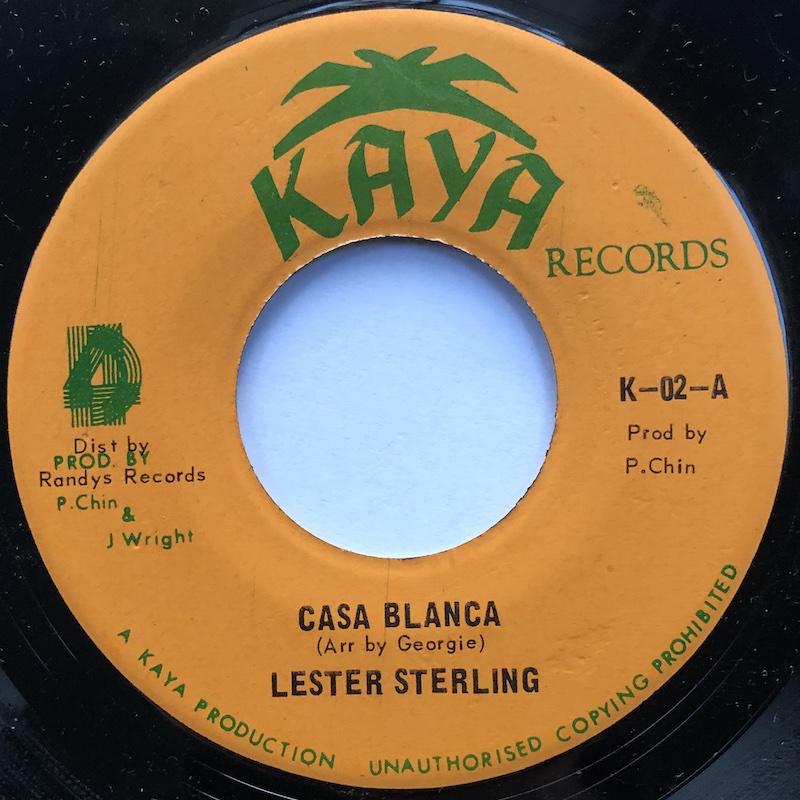 KAYA
RECORDS
K-02-A
Prod by
P.Chin
Dist by
PROD. BY
Randys Records
P.Chin
&
J Wright
CASA BLANCA
(Arr by Georgie)
LESTER STERLING
A KAYA PRODUCTION UNAUTHORISED COPYING PROHIBITED